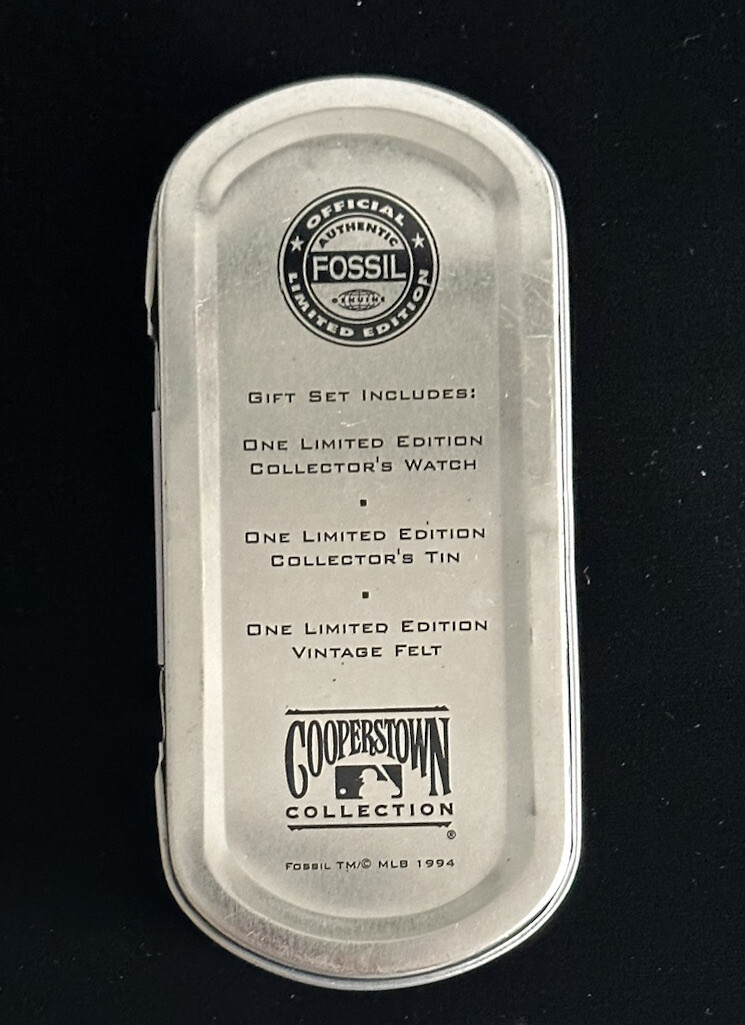 OFFICIAL
AUTHENTIC
FOSSIL
LIMITED EDITION
GIFT SET INCLUDES:
ONE LIMITED EDITION
COLLECTOR'S WATCH
▪
ONE LIMITED EDITION
COLLECTOR'S TIN
▪
ONE LIMITED EDITION
VINTAGE FELT
COOPERSTOWN
COLLECTION
®
FOSSIL TM/© MLB 1994